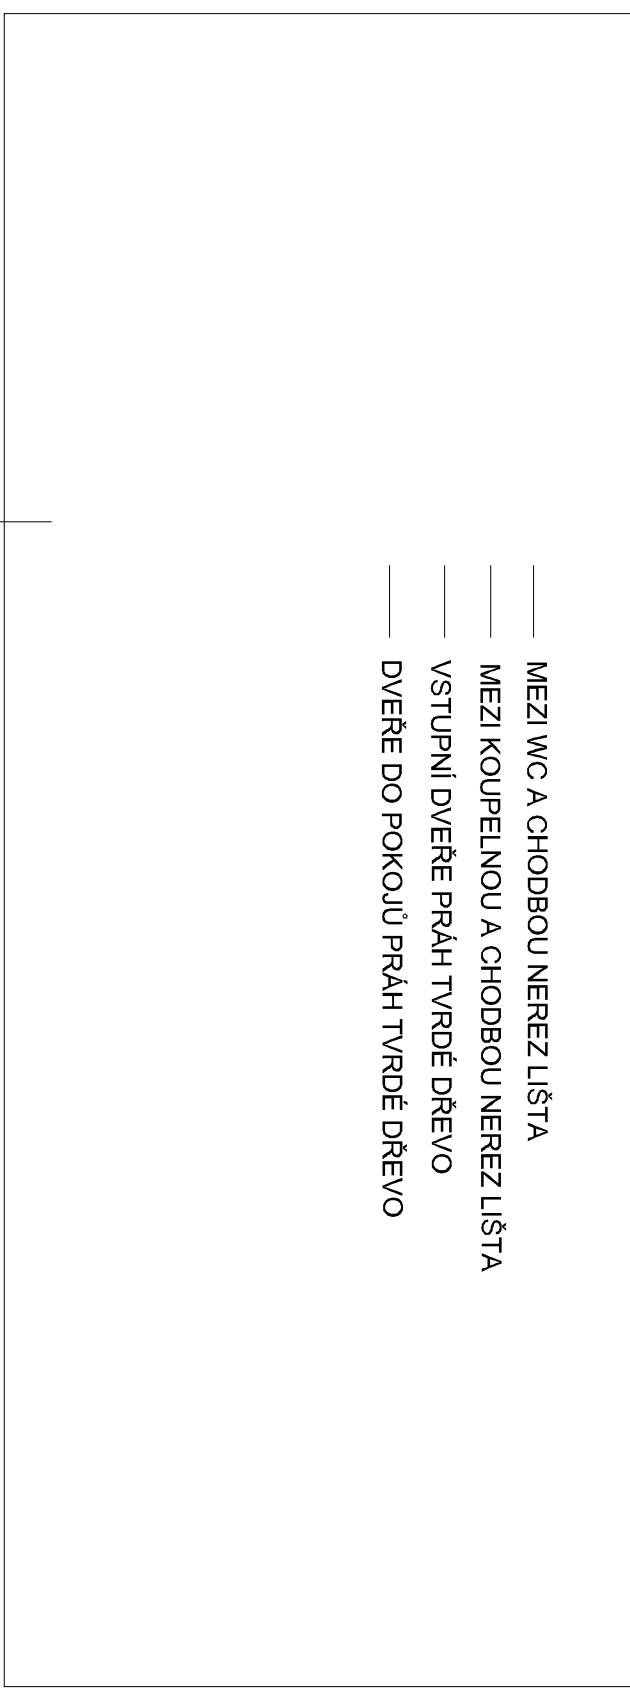 MEZI WC A CHODBOU NEREZ LIŠTA
MEZI KOUPELNOU A CHODBOU NEREZ LIŠTA
VSTUPNÍ DVEŘE PRÁH TVRDÉ DŘEVO
DVEŘE DO POKOJŮ PRÁH TVRDÉ DŘEVO